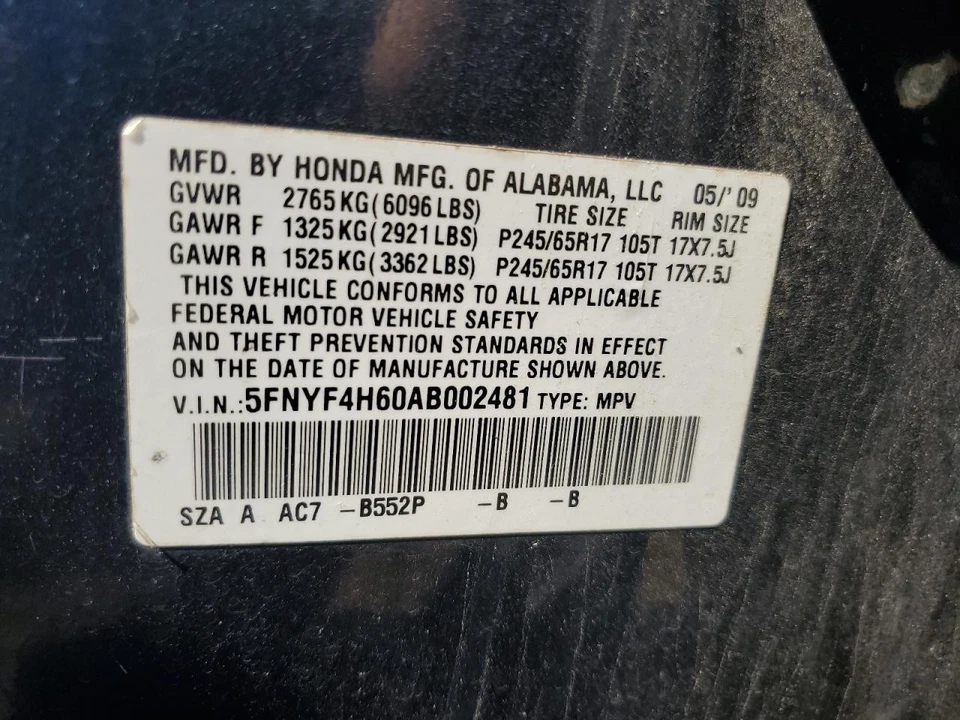 MFD. BY HONDA MFG. OF ALABAMA, LLC 05/'09
GVWR 2765 KG (6096 LBS) TIRE SIZE RIM SIZE
GAWR F 1325 KG (2921 LBS) P245/65R17 105T 17X7.5J
GAWR R 1525 KG (3362 LBS) P245/65R17 105T 17X7.5J
THIS VEHICLE CONFORMS TO ALL APPLICABLE
FEDERAL MOTOR VEHICLE SAFETY
AND THEFT PREVENTION STANDARDS IN EFFECT
ON THE DATE OF MANUFACTURE SHOWN ABOVE.
V.I.N.: 5FNYF4H60AB002481 TYPE: MPV
SZA A AC7 -B552P -B -B